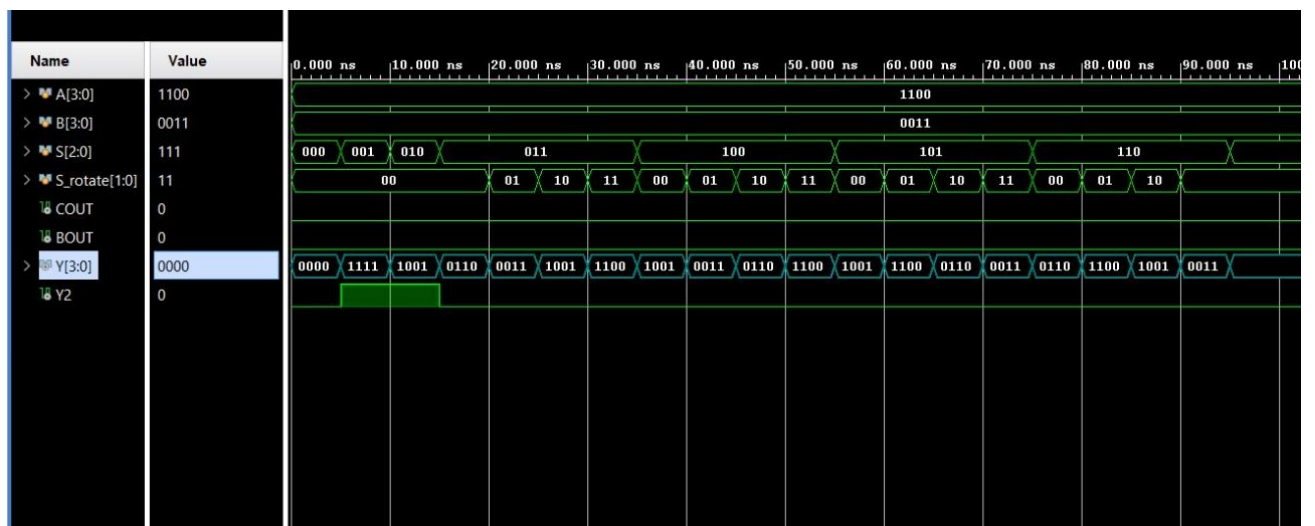 Name Value 0.000 ns 10.000 ns 20.000 ns 30.000 ns 40.000 ns 50.000 ns 60.000 ns 70.000 ns 80.000 ns 90.000 ns 100
> A[3:0] 1100 1100
> B[3:0] 0011 0011
> S[2:0] 111 000 001 010 011 100 101 110
> S_rotate[1:0] 11 00 01 10 11 00 01 10 11 00 01 10 11 00 01 10
COUT 0
BOUT 0
> Y[3:0] 0000 0000 1111 1001 0110 0011 1001 1100 1001 0011 0110 1100 1001 1100 0110 0011 0110 1100 1001 0011
Y2 0